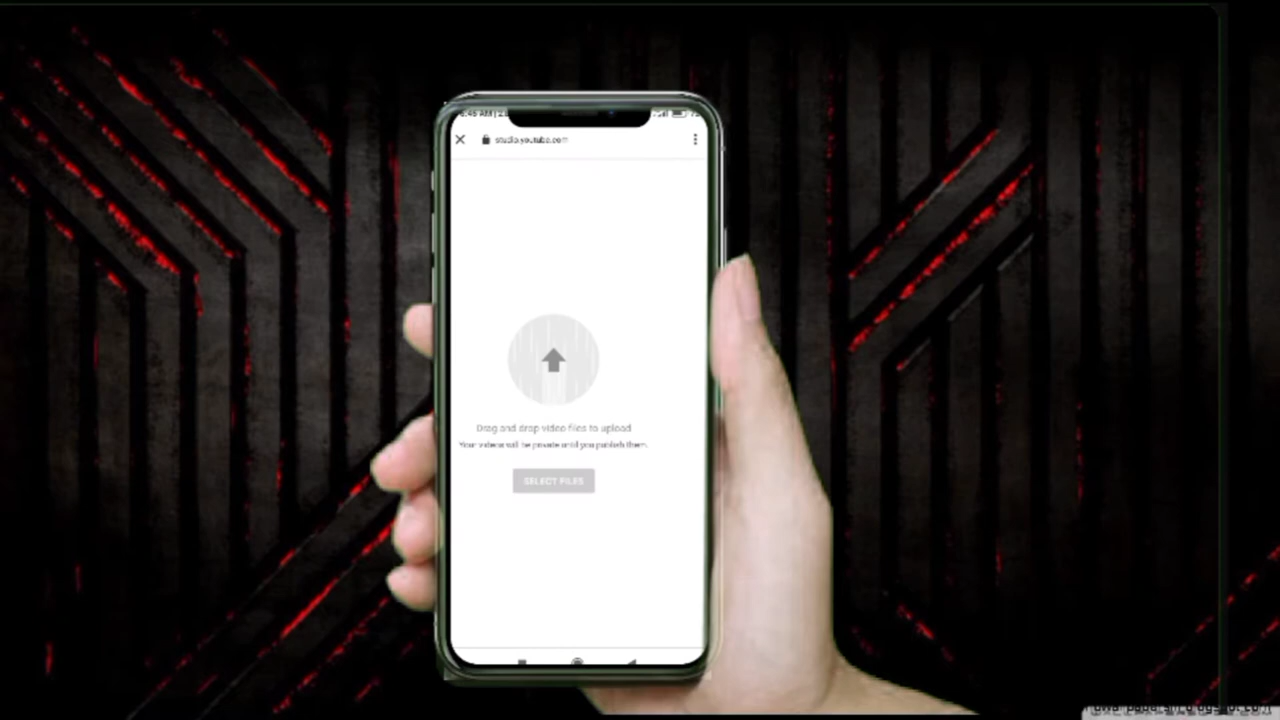 studio.youtube.com
Drag and drop video files to upload
Your videos will be private until you publish them.
SELECT FILES